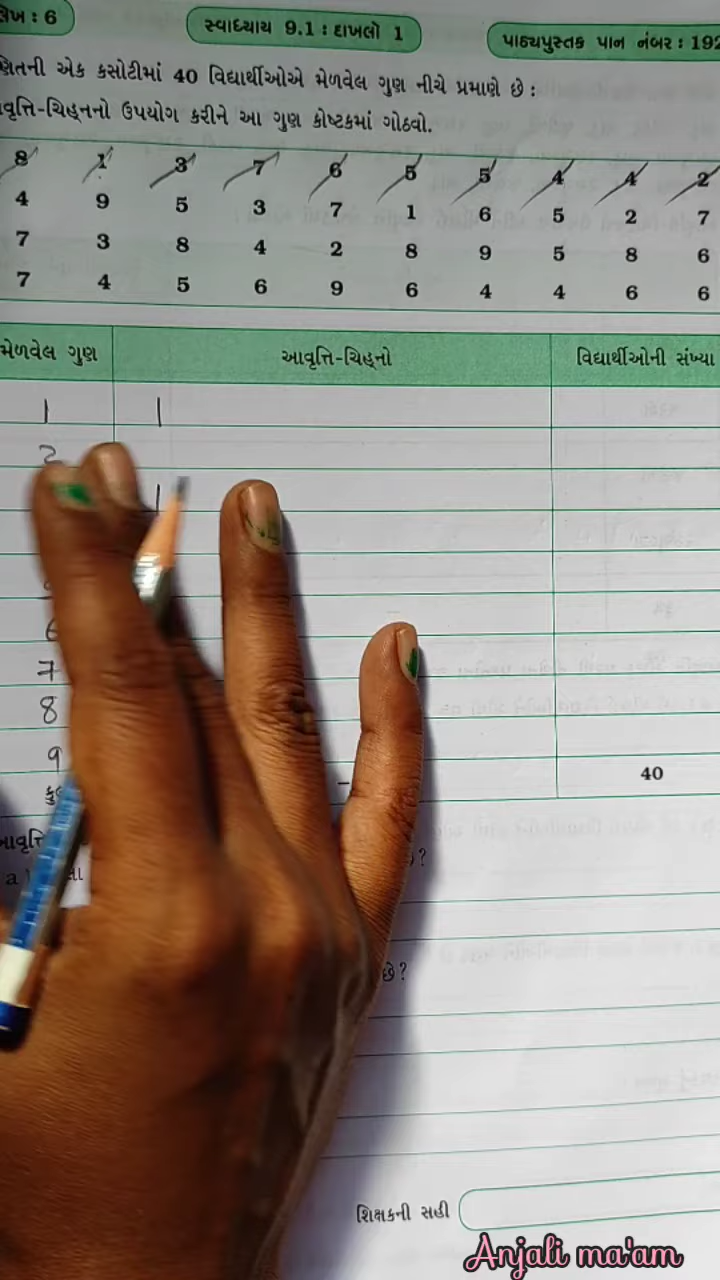 લેખ : 6 સ્વાધ્યાય 9.1 : દાખલો 1 પાઠ્યપુસ્તક પાન નંબર : 192
ણિતની એક કસોટીમાં 40 વિદ્યાર્થીઓએ મેળવેલ ગુણ નીચે પ્રમાણે છે :
વૃત્તિ-ચિહ્‌નનો ઉપયોગ કરીને આ ગુણ કોષ્ટકમાં ગોઠવો.
8 1 3 7 6 5 5 4 4 2
4 9 5 3 7 1 6 5 2 7
7 3 8 4 2 8 9 5 8 6
7 4 5 6 9 6 4 4 6 6
મેળવેલ ગુણ આવૃત્તિ-ચિહ્‌નો વિદ્યાર્થીઓની સંખ્યા
1 |
2
|
6
7
8
9
40
આવૃત્તિ
a
?
છે?
શિક્ષકની સહી
Anjali ma'am